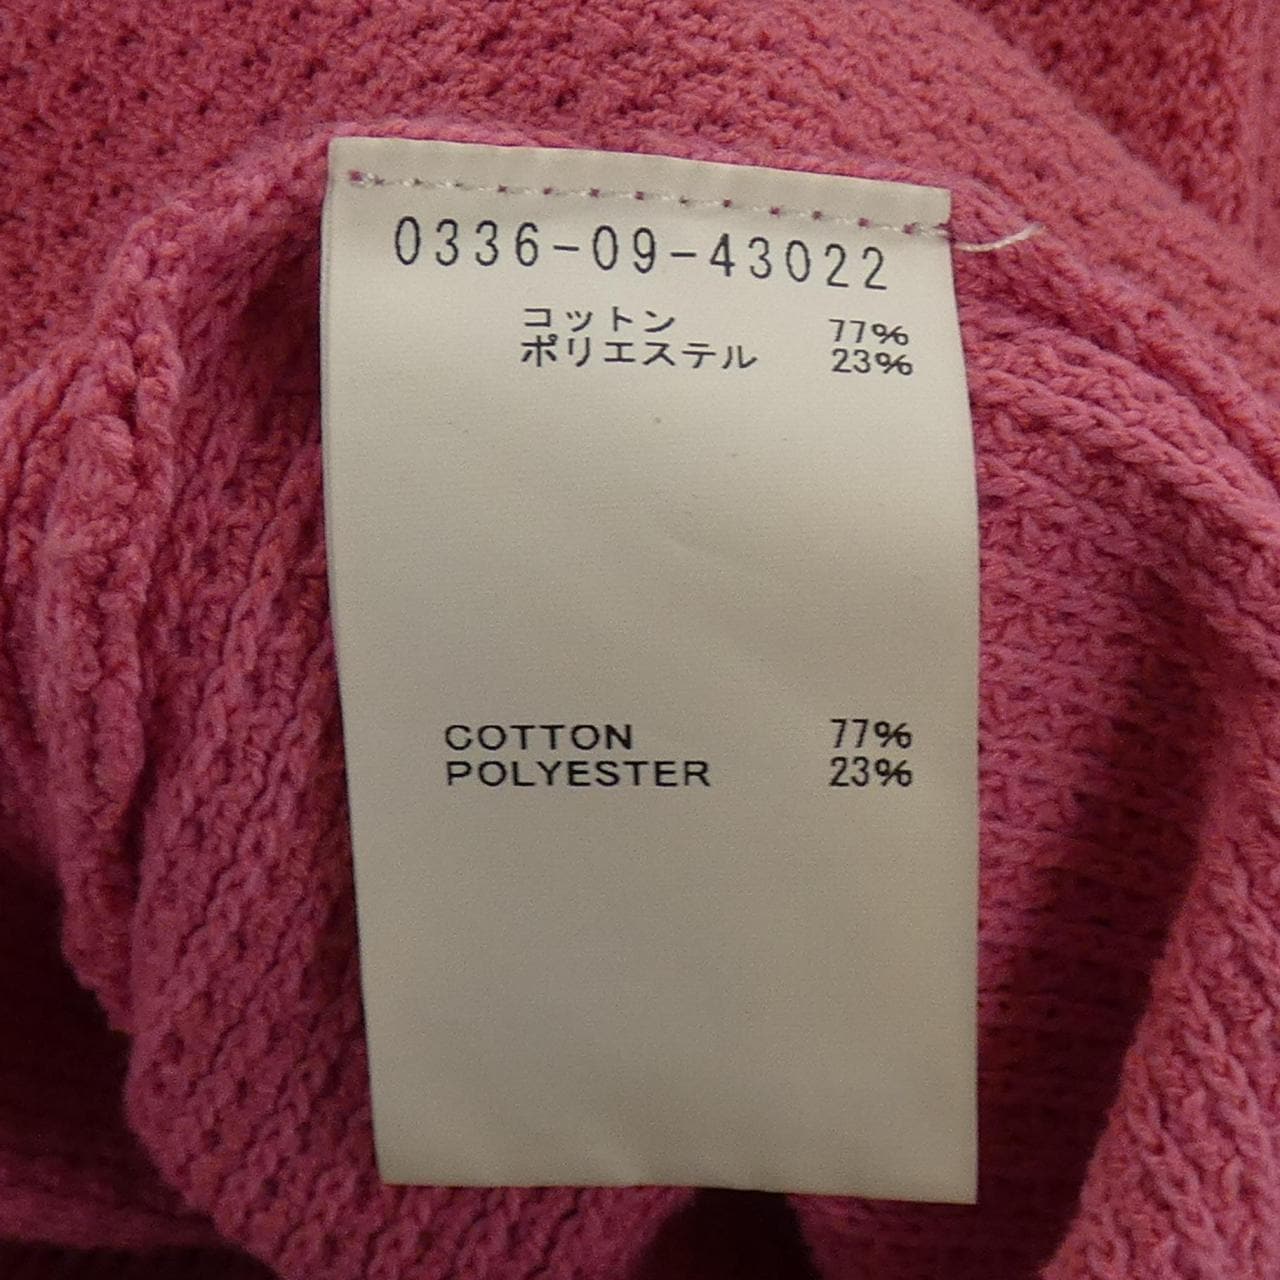 0336-09-43022
コットン 77%
ポリエステル 23%
COTTON 77%
POLYESTER 23%